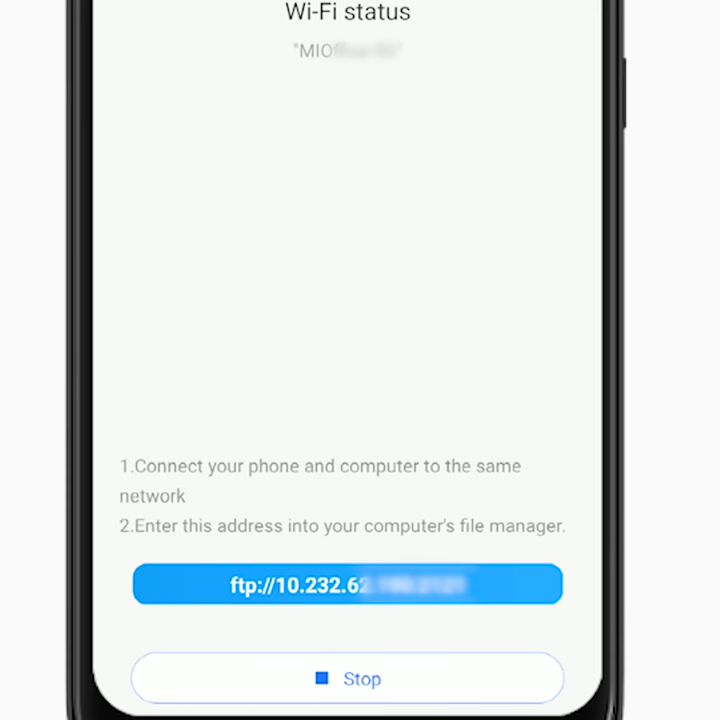 Wi-Fi status
"MIO
1.Connect your phone and computer to the same
network
2.Enter this address into your computer's file manager.
ftp://10.232.62
Stop